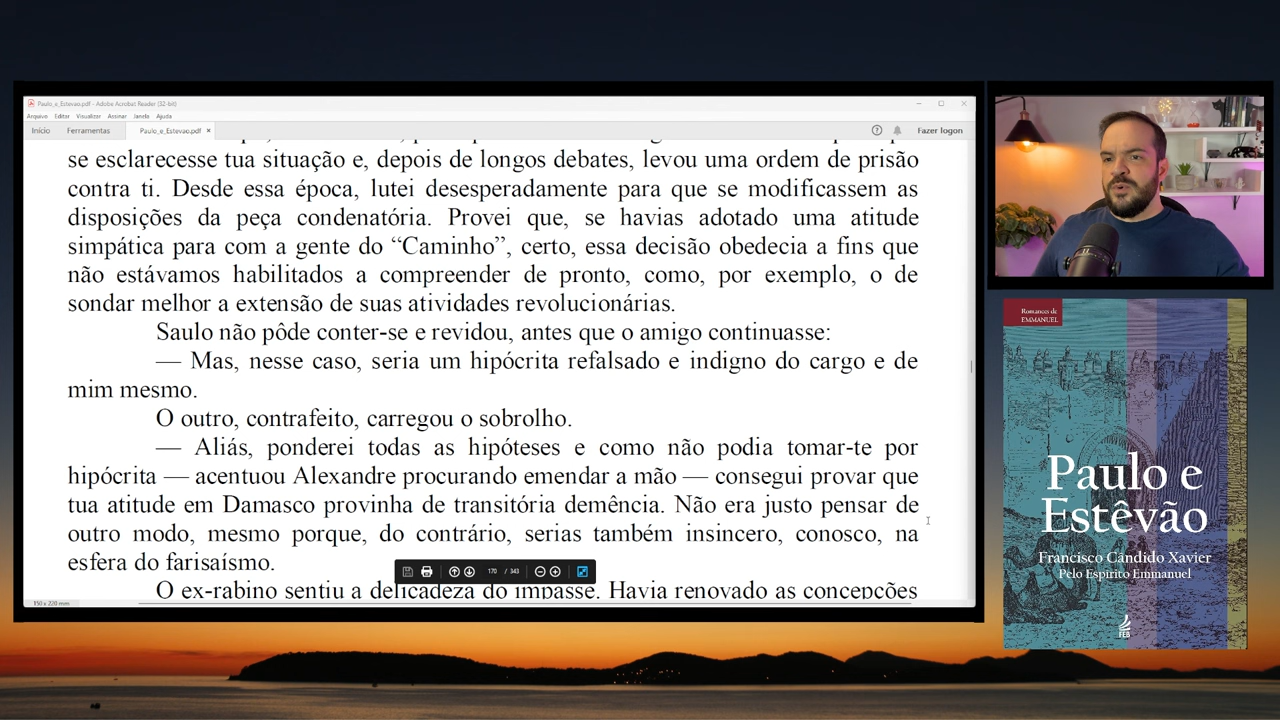 Paulo_e_Estevao.pdf - Adobe Acrobat Reader (32-bit)
Arquivo Editar Visualizar Assinar Janela Ajuda
Início Ferramentas Paulo_e_Estevao.pdf × Fazer logon
se esclarecesse tua situação e, depois de longos debates, levou uma ordem de prisão
contra ti. Desde essa época, lutei desesperadamente para que se modificassem as
disposições da peça condenatória. Provei que, se havias adotado uma atitude
simpática para com a gente do “Caminho”, certo, essa decisão obedecia a fins que
não estávamos habilitados a compreender de pronto, como, por exemplo, o de
sondar melhor a extensão de suas atividades revolucionárias.
Saulo não pôde conter-se e revidou, antes que o amigo continuasse:
— Mas, nesse caso, seria um hipócrita refalsado e indigno do cargo e de
mim mesmo.
O outro, contrafeito, carregou o sobrolho.
— Aliás, ponderei todas as hipóteses e como não podia tomar-te por
hipócrita — acentuou Alexandre procurando emendar a mão — consegui provar que
tua atitude em Damasco provinha de transitória demência. Não era justo pensar de
outro modo, mesmo porque, do contrário, serias também insincero, conosco, na
esfera do farisaísmo.
170 / 343
O ex-rabino sentiu a delicadeza do impasse. Havia renovado as concepções
150 x 220 mm
Romances de
EMMANUEL
Paulo e
Estêvão
Francisco Cândido Xavier
Pelo Espírito Emmanuel
FEB